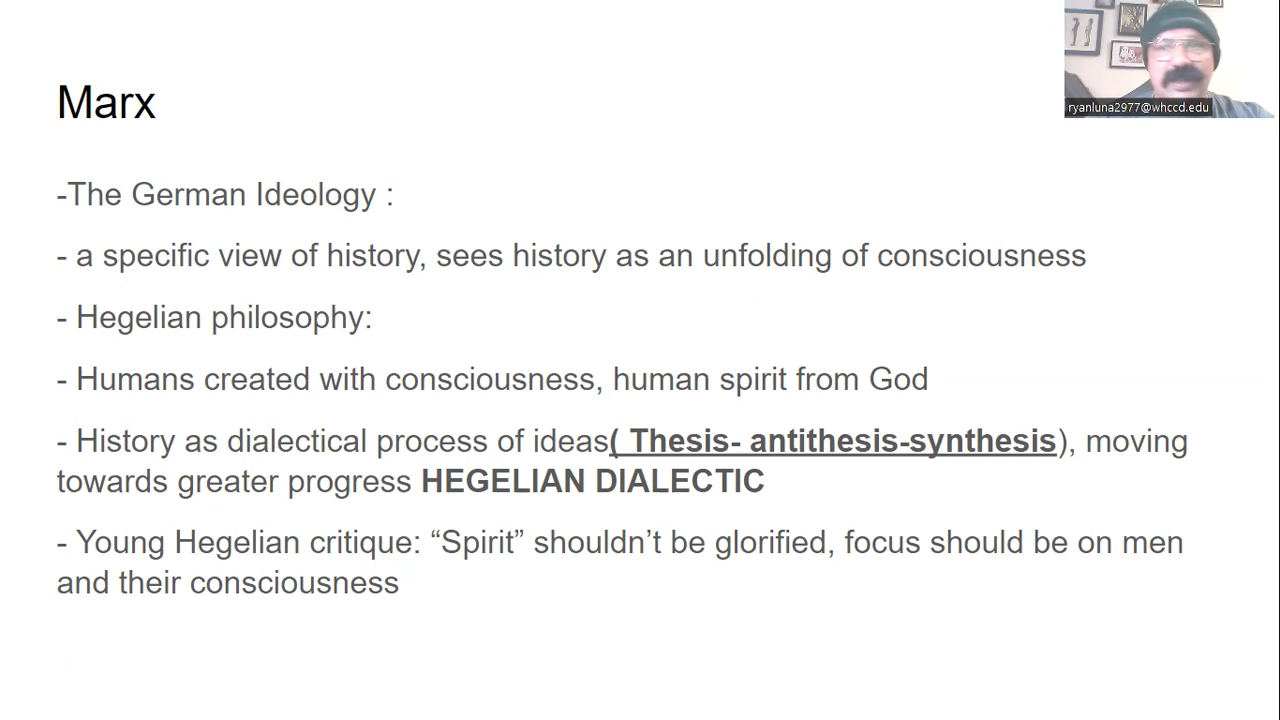 Marx
ryanluna2977@whccd.edu
-The German Ideology :
- a specific view of history, sees history as an unfolding of consciousness
- Hegelian philosophy:
- Humans created with consciousness, human spirit from God
- History as dialectical process of ideas( Thesis- antithesis-synthesis), moving
towards greater progress HEGELIAN DIALECTIC
- Young Hegelian critique: “Spirit” shouldn’t be glorified, focus should be on men
and their consciousness